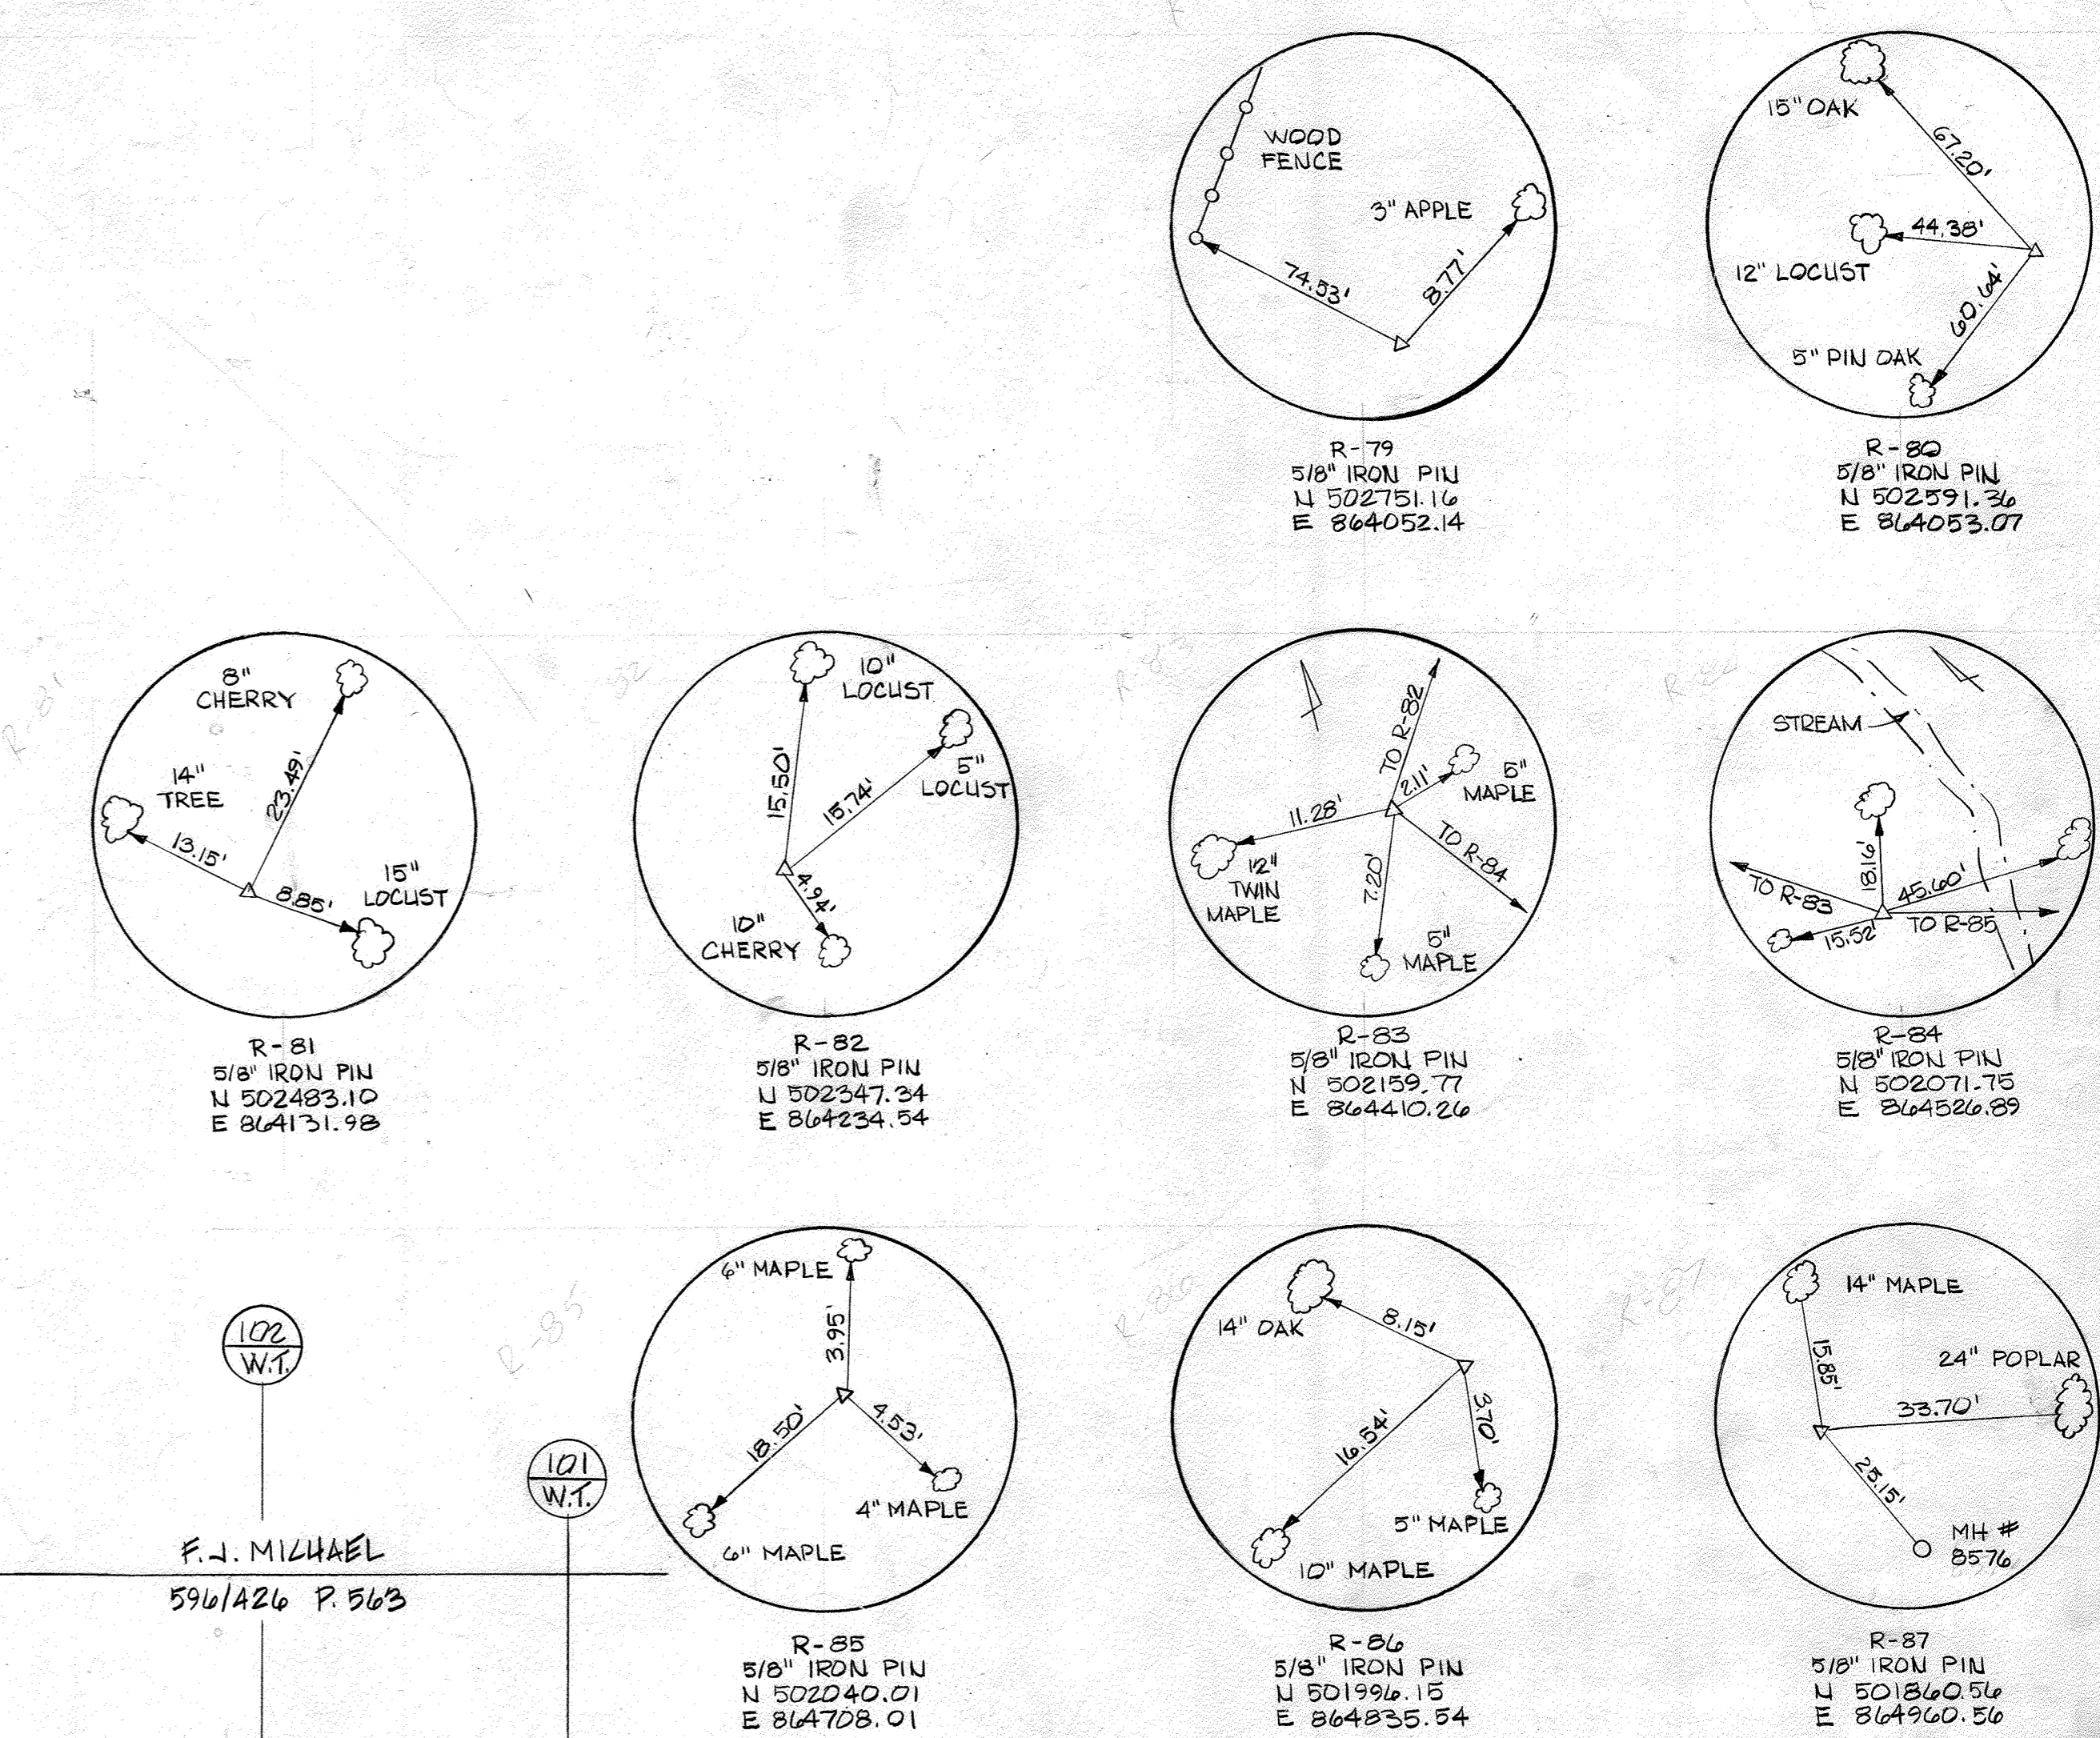 WOOD
FENCE
3" APPLE
74.53'
8.77'
R-79
5/8" IRON PIN
N 502751.16
E 864052.14
15" OAK
67.20'
44.38'
12" LOCUST
60.64'
5" PIN OAK
R-80
5/8" IRON PIN
N 502591.36
E 864053.07
R-81
8"
CHERRY
14"
TREE
23.49'
13.15'
15"
LOCUST
8.85'
R-81
5/8" IRON PIN
N 502483.10
E 864131.98
10"
LOCUST
5"
LOCUST
15.50'
15.74'
4.94'
10"
CHERRY
R-82
5/8" IRON PIN
N 502347.34
E 864234.54
R-83
TO R-82
2.11'
5"
MAPLE
11.28'
TO R-84
12"
TWIN
MAPLE
7.20'
5"
MAPLE
R-83
5/8" IRON PIN
N 502159.77
E 864410.26
STREAM
18.16'
45.60'
TO R-83
TO R-85
15.52'
R-84
5/8" IRON PIN
N 502071.75
E 864526.89
102
W.T.
101
W.T.
F.J. MICHAEL
596/426 P. 563
R-85
6" MAPLE
3.95'
18.50'
4.53'
4" MAPLE
6" MAPLE
R-85
5/8" IRON PIN
N 502040.01
E 864708.01
R-86
14" OAK
8.15'
16.54'
3.70'
5" MAPLE
10" MAPLE
R-86
5/8" IRON PIN
N 501996.15
E 864835.54
R-87
14" MAPLE
15.85'
24" POPLAR
33.70'
25.15'
MH #
8576
R-87
5/8" IRON PIN
N 501860.56
E 864960.56